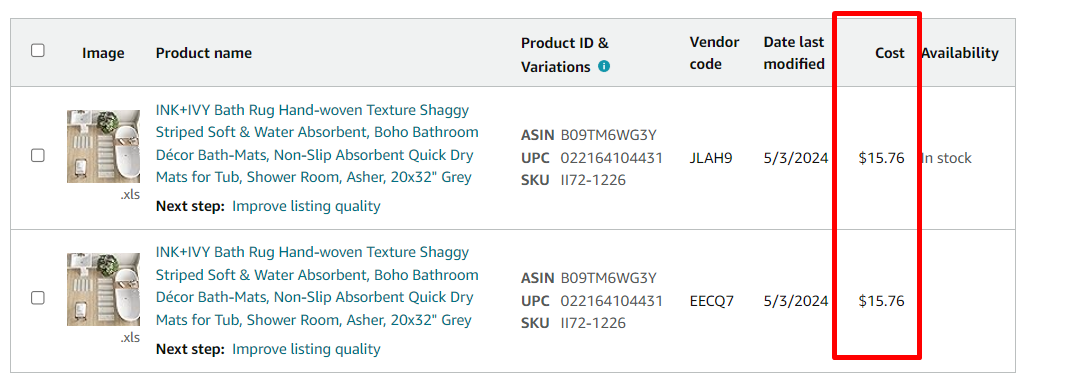 Image Product name Product ID & Variations Vendor code Date last modified Cost Availability
INK+IVY Bath Rug Hand-woven Texture Shaggy
Striped Soft & Water Absorbent, Boho Bathroom
Décor Bath-Mats, Non-Slip Absorbent Quick Dry
Mats for Tub, Shower Room, Asher, 20x32" Grey
Next step: Improve listing quality
.xls
ASIN B09TM6WG3Y
UPC 022164104431
SKU II72-1226
JLAH9
5/3/2024
$15.76
In stock
INK+IVY Bath Rug Hand-woven Texture Shaggy
Striped Soft & Water Absorbent, Boho Bathroom
Décor Bath-Mats, Non-Slip Absorbent Quick Dry
Mats for Tub, Shower Room, Asher, 20x32" Grey
Next step: Improve listing quality
.xls
ASIN B09TM6WG3Y
UPC 022164104431
SKU II72-1226
EECQ7
5/3/2024
$15.76